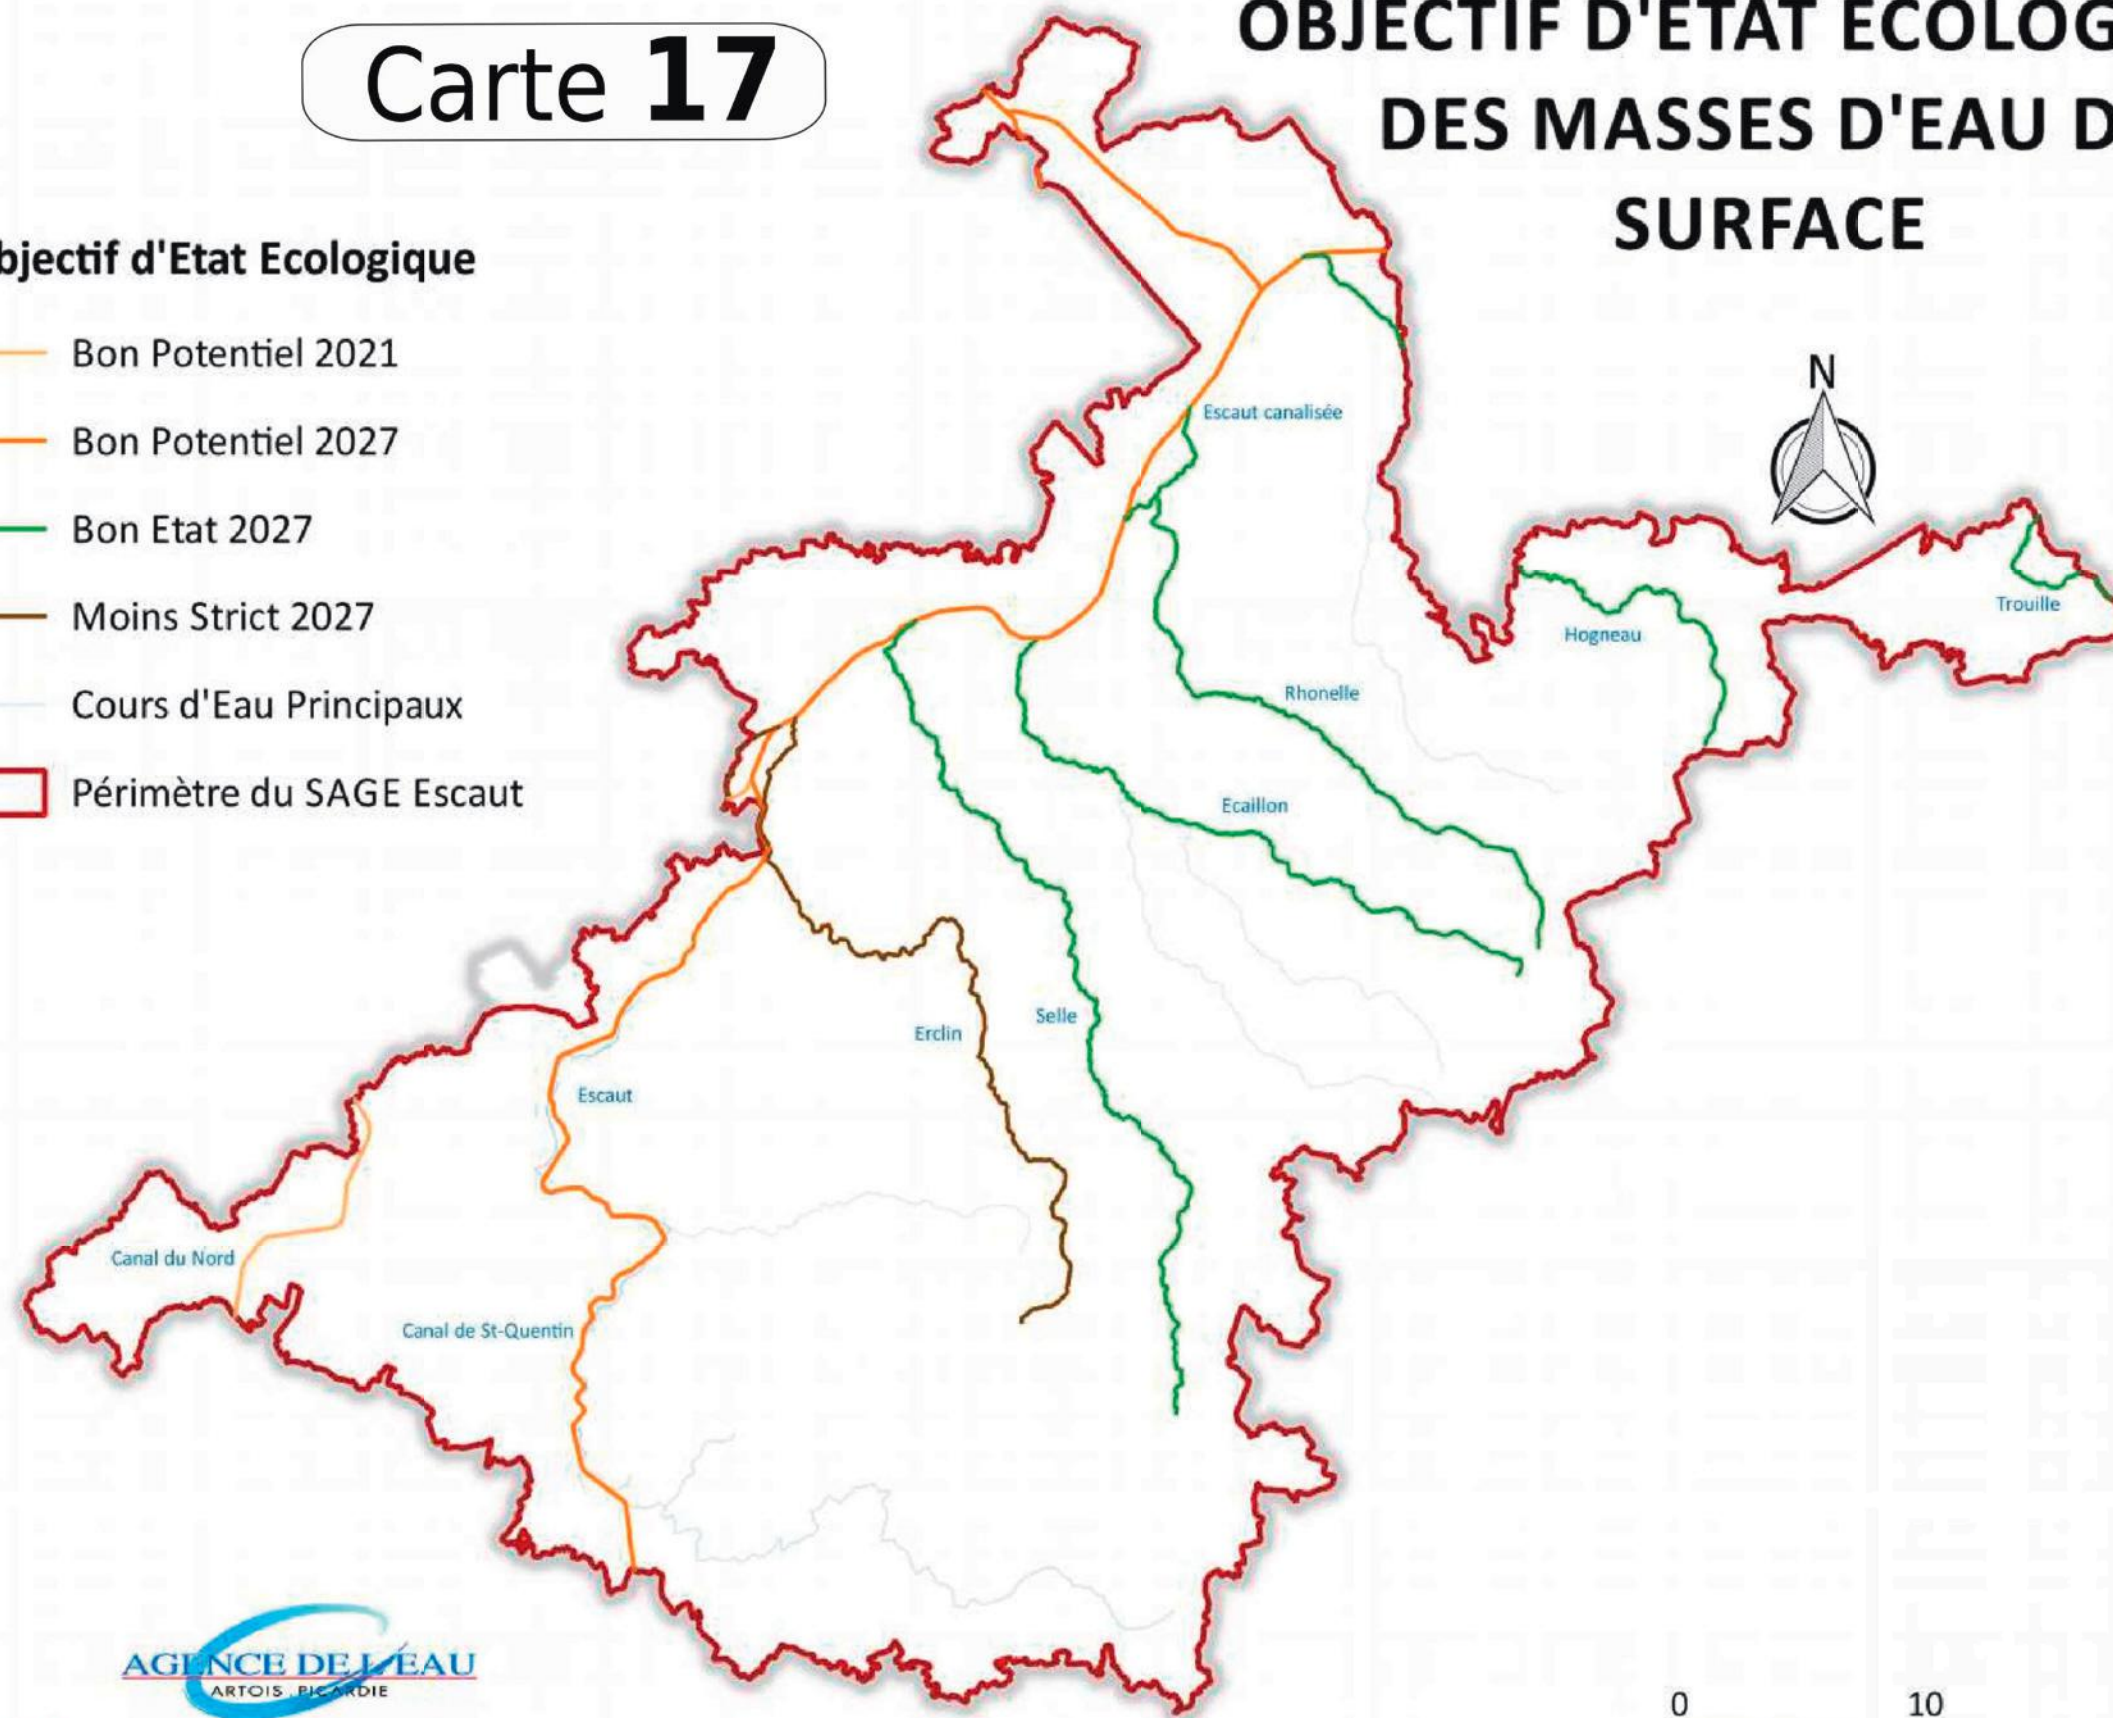 Carte 17
OBJECTIF D'ETAT ECOLOG
DES MASSES D'EAU D
SURFACE
bjectif d'Etat Ecologique
Bon Potentiel 2021
Bon Potentiel 2027
Bon Etat 2027
Moins Strict 2027
Cours d'Eau Principaux
Périmètre du SAGE Escaut
N
Escaut canalisée
Trouille
Hogneau
Rhonelle
Ecaillon
Selle
Erclin
Escaut
Canal du Nord
Canal de St-Quentin
AGENCE DE L'EAU
ARTOIS . PICARDIE
0 10